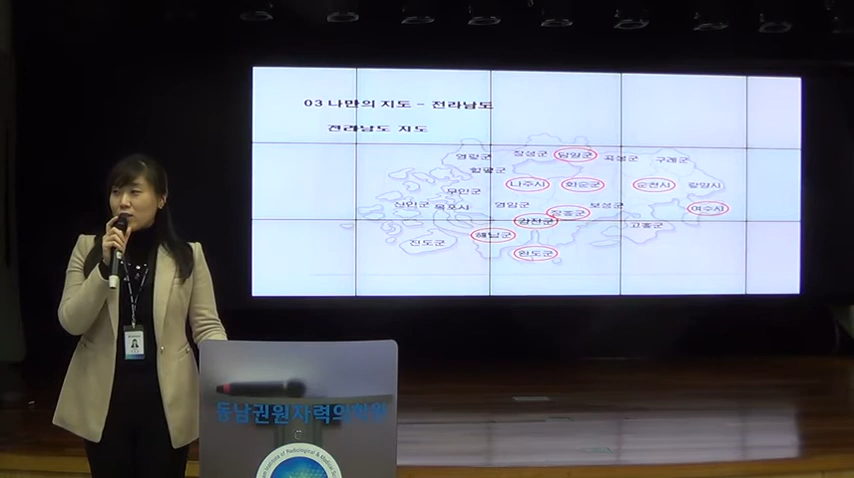 03 나만의 지도 - 전라남도
전라남도 지도
영광군 장성군 담양군 곡성군 구례군
함평군
무안군 나주시 화순군 순천시 광양시
신안군 목포시 영암군 장흥군 보성군 여수시
강진군 고흥군
해남군
진도군
완도군
동남권원자력의학원
Institute of Radiological & Medical